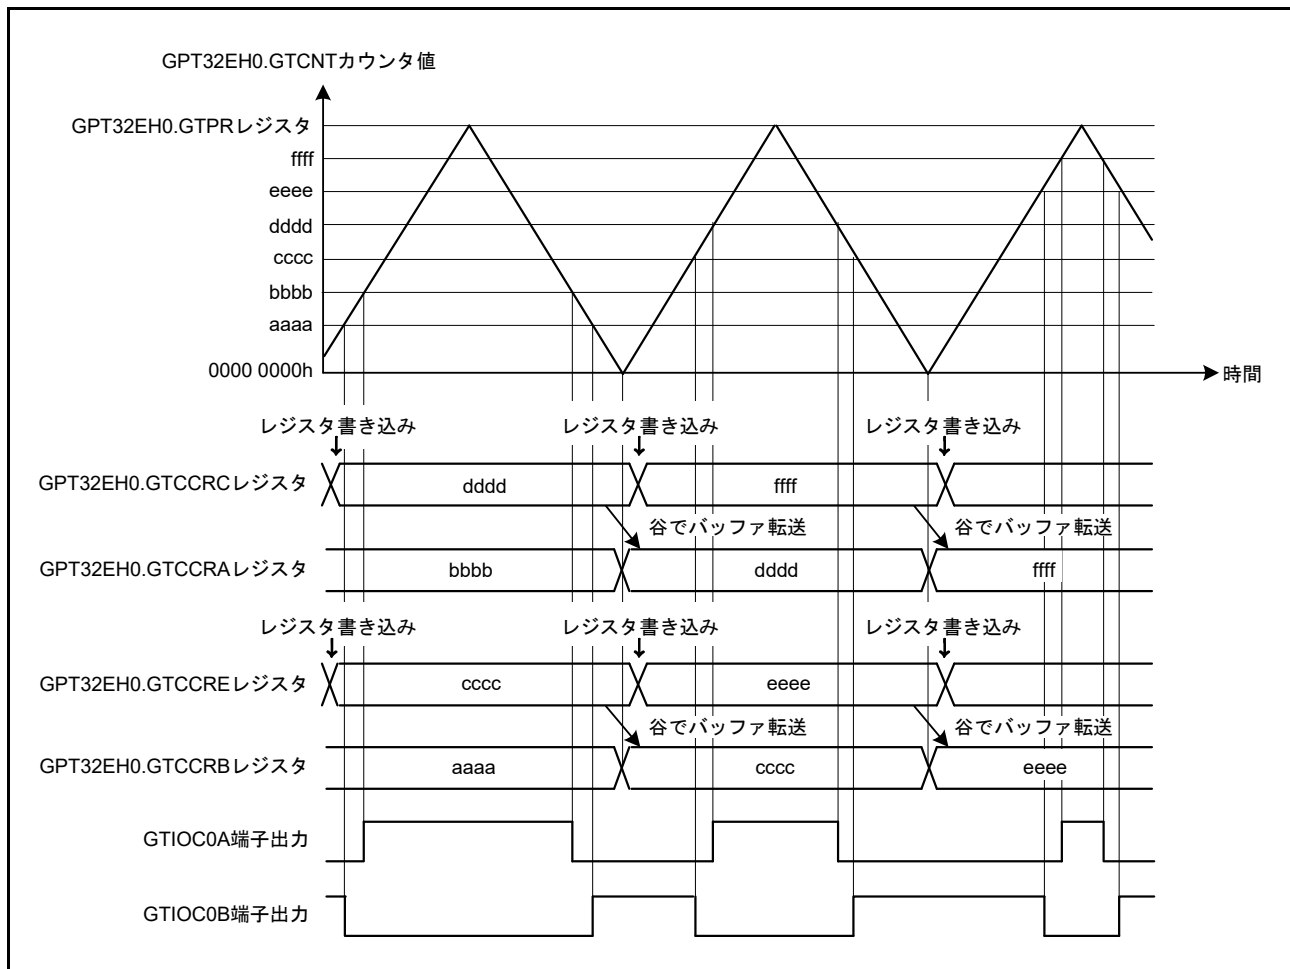 GPT32EH0.GTCNTカウンタ値
GPT32EH0.GTPRレジスタ
ffff
eeee
dddd
cccc
bbbb
aaaa
0000 0000h
時間
レジスタ書き込み レジスタ書き込み レジスタ書き込み
GPT32EH0.GTCCRCレジスタ dddd ffff
谷でバッファ転送 谷でバッファ転送
GPT32EH0.GTCCRAレジスタ bbbb dddd ffff
レジスタ書き込み レジスタ書き込み レジスタ書き込み
GPT32EH0.GTCCREレジスタ cccc eeee
谷でバッファ転送 谷でバッファ転送
GPT32EH0.GTCCRBレジスタ aaaa cccc eeee
GTIOC0A端子出力
GTIOC0B端子出力